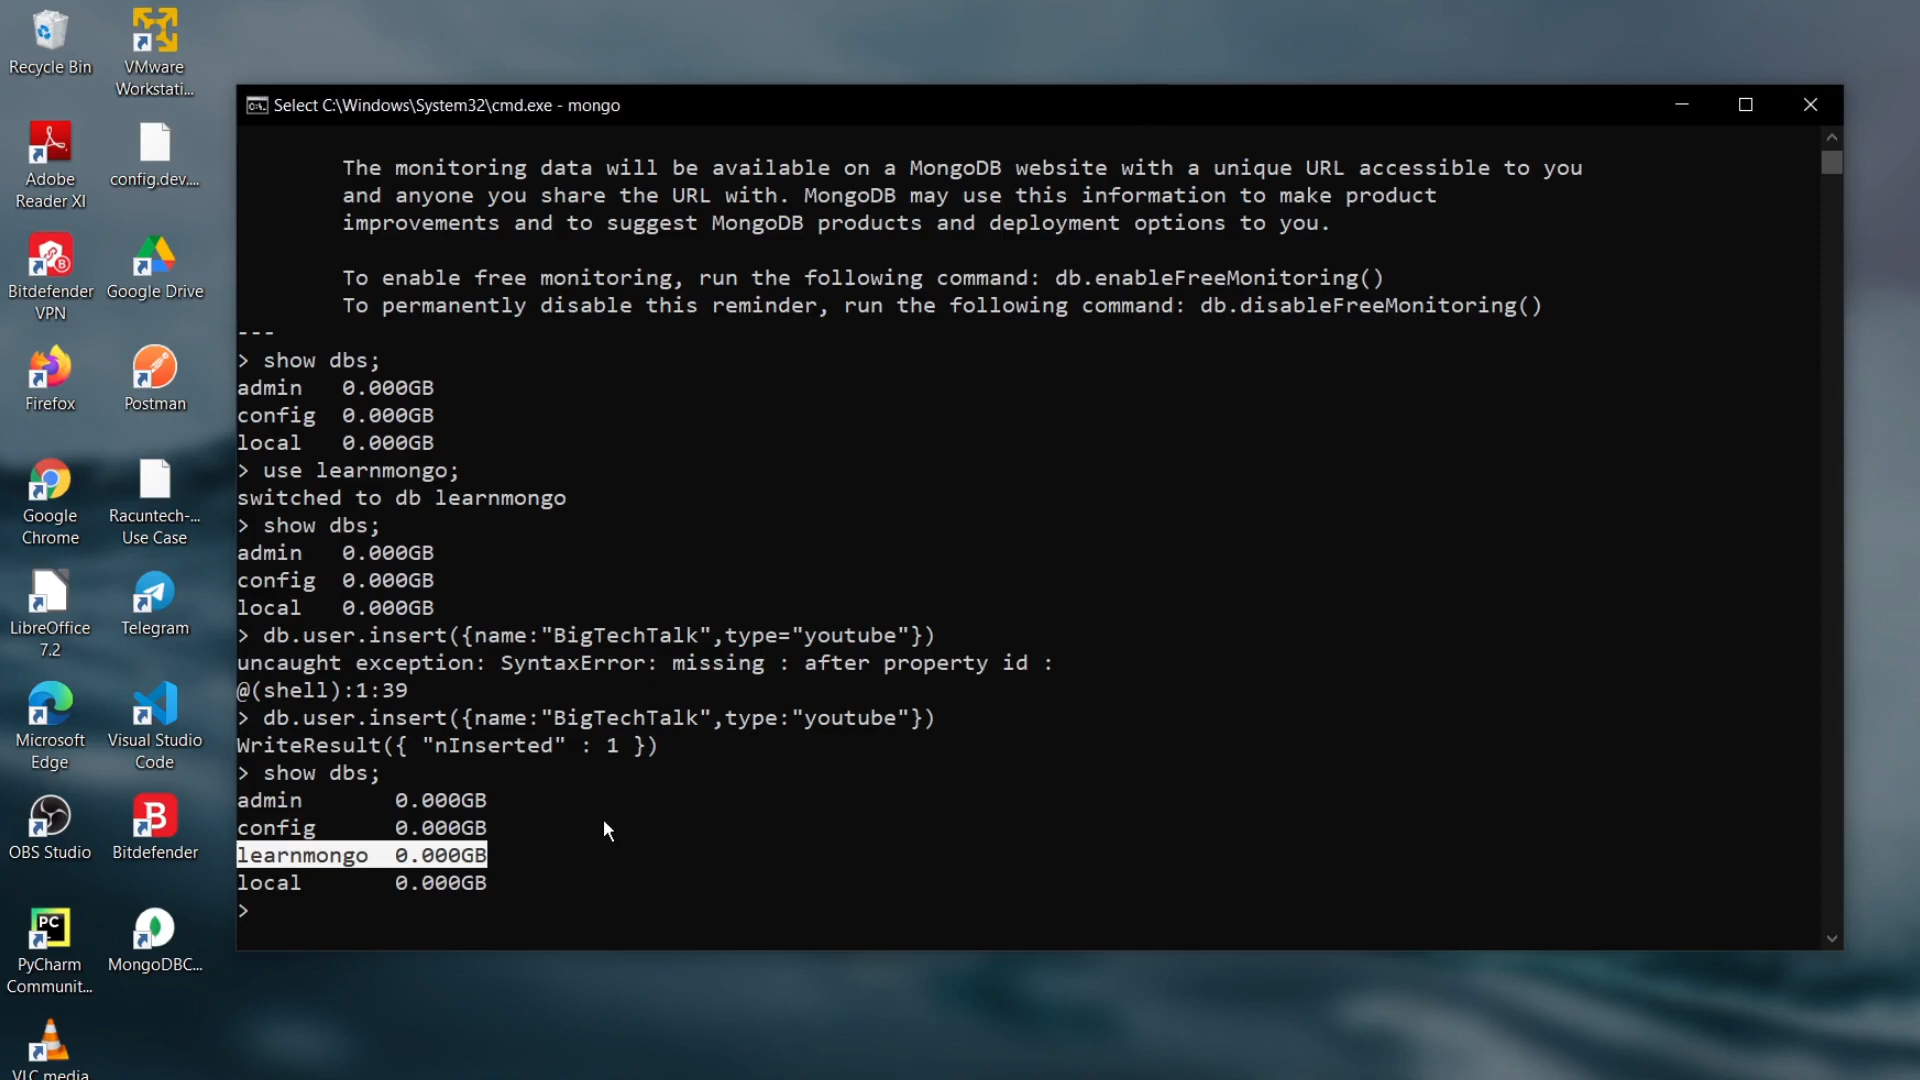 Recycle Bin
VMware
Workstati...
Adobe
Reader XI
config.dev....
Bitdefender
VPN
Google Drive
Firefox
Postman
Google
Chrome
Racuntech-...
Use Case
LibreOffice
7.2
Telegram
Microsoft
Edge
Visual Studio
Code
OBS Studio
B
Bitdefender
PC
PyCharm
Communit...
MongoDBC...
VLC media
C:\. Select C:\Windows\System32\cmd.exe - mongo
The monitoring data will be available on a MongoDB website with a unique URL accessible to you
and anyone you share the URL with. MongoDB may use this information to make product
improvements and to suggest MongoDB products and deployment options to you.
To enable free monitoring, run the following command: db.enableFreeMonitoring()
To permanently disable this reminder, run the following command: db.disableFreeMonitoring()
---
> show dbs;
admin   0.000GB
config  0.000GB
local   0.000GB
> use learnmongo;
switched to db learnmongo
> show dbs;
admin   0.000GB
config  0.000GB
local   0.000GB
> db.user.insert({name:"BigTechTalk",type="youtube"})
uncaught exception: SyntaxError: missing : after property id :
@(shell):1:39
> db.user.insert({name:"BigTechTalk",type:"youtube"})
WriteResult({ "nInserted" : 1 })
> show dbs;
admin       0.000GB
config      0.000GB
learnmongo  0.000GB
local       0.000GB
>